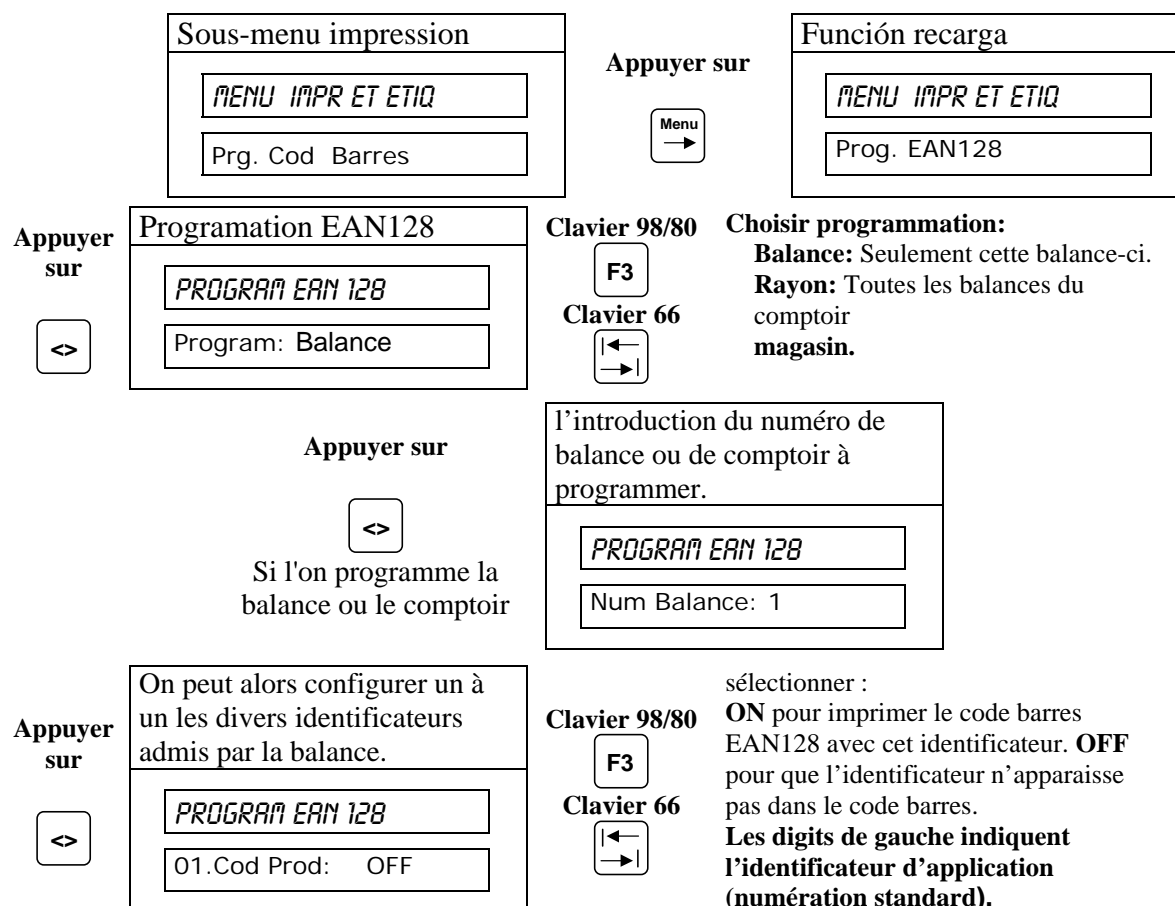 Sous-menu impression
MENU IMPR ET ETIQ
Prg. Cod Barres
Appuyer sur
Menu
Función recarga
MENU IMPR ET ETIQ
Prog. EAN128
Appuyer
sur
<>
Programation EAN128
PROGRAM EAN 128
Program: Balance
Clavier 98/80
F3
Clavier 66
Choisir programmation:
Balance: Seulement cette balance-ci.
Rayon: Toutes les balances du
comptoir
magasin.
Appuyer sur
<>
Si l'on programme la
balance ou le comptoir
l’introduction du numéro de
balance ou de comptoir à
programmer.
PROGRAM EAN 128
Num Balance: 1
Appuyer
sur
<>
On peut alors configurer un à
un les divers identificateurs
admis par la balance.
PROGRAM EAN 128
01.Cod Prod: OFF
Clavier 98/80
F3
Clavier 66
sélectionner :
ON pour imprimer le code barres
EAN128 avec cet identificateur. OFF
pour que l’identificateur n’apparaisse
pas dans le code barres.
Les digits de gauche indiquent
l’identificateur d’application
(numération standard).